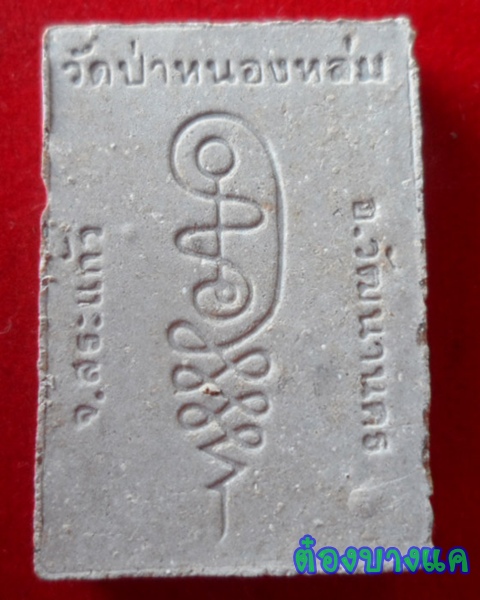 วัดป่าหนองหล่ม
จ.สระแก้ว
อ.วัฒนานคร
ต๋องบางแค